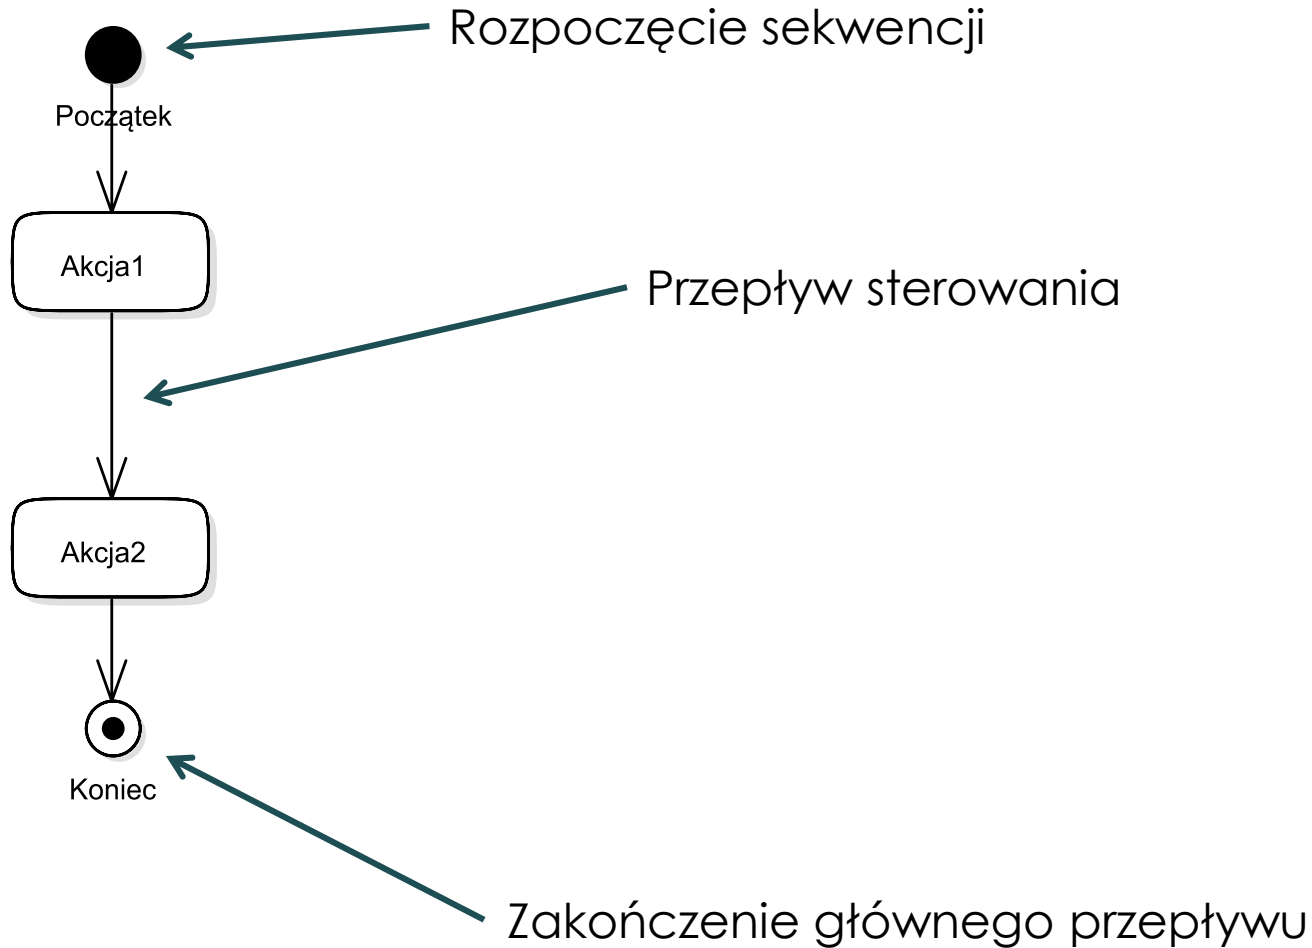 Rozpoczęcie sekwencji
Początek
Akcja1
Przepływ sterowania
Akcja2
Koniec
Zakończenie głównego przepływu